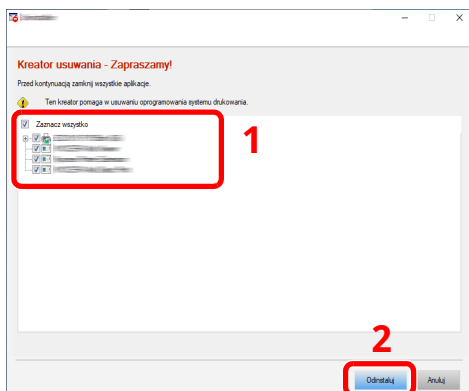 Kreator usuwania - Zapraszamy!
Przed kontynuacją zamknij wszystkie aplikacje.
Ten kreator pomaga w usuwaniu oprogramowania systemu drukowania.
Zaznacz wszystko
1
2
Odinstaluj
Anuluj